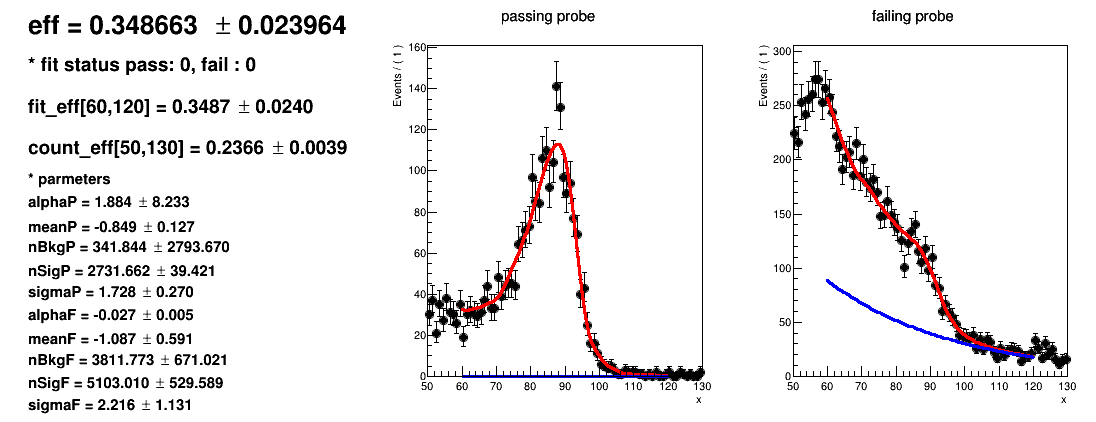 eff = 0.348663 ± 0.023964
* fit status pass: 0, fail : 0
fit_eff[60,120] = 0.3487 ± 0.0240
count_eff[50,130] = 0.2366 ± 0.0039
* parmeters
alphaP = 1.884 ± 8.233
meanP = -0.849 ± 0.127
nBkgP = 341.844 ± 2793.670
nSigP = 2731.662 ± 39.421
sigmaP = 1.728 ± 0.270
alphaF = -0.027 ± 0.005
meanF = -1.087 ± 0.591
nBkgF = 3811.773 ± 671.021
nSigF = 5103.010 ± 529.589
sigmaF = 2.216 ± 1.131
passing probe
Events / ( 1 )
160
140
120
100
80
60
40
20
0
50 60 70 80 90 100 110 120 130
x
failing probe
Events / ( 1 )
300
250
200
150
100
50
0
50 60 70 80 90 100 110 120 130
x